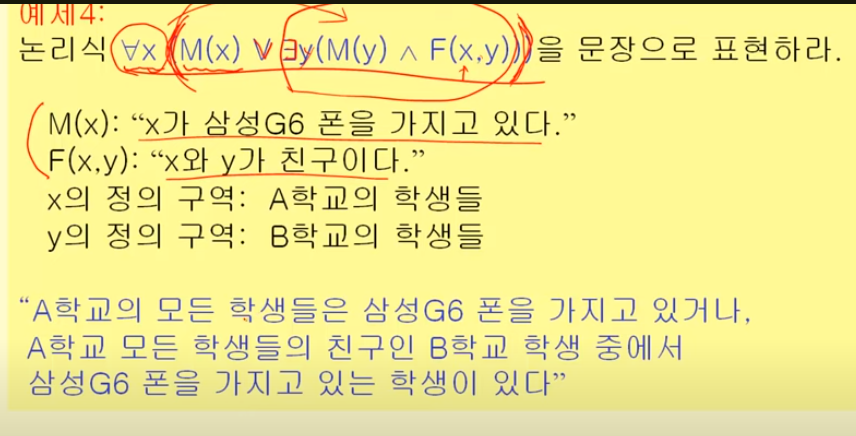 예제4:
논리식 ∀x (M(x) ∨ ∃y(M(y) ∧ F(x,y)))을 문장으로 표현하라.
M(x): “x가 삼성G6 폰을 가지고 있다.”
F(x,y): “x와 y가 친구이다.”
x의 정의 구역: A학교의 학생들
y의 정의 구역: B학교의 학생들
“A학교의 모든 학생들은 삼성G6 폰을 가지고 있거나,
A학교 모든 학생들의 친구인 B학교 학생 중에서
삼성G6 폰을 가지고 있는 학생이 있다”